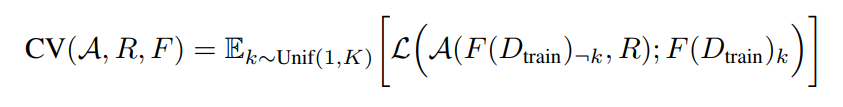 CV(𝒜, R, F) = 𝔼_{k∼Unif(1,K)} [ ℒ( 𝒜(F(D_train)_{¬k}, R); F(D_train)_k ) ]